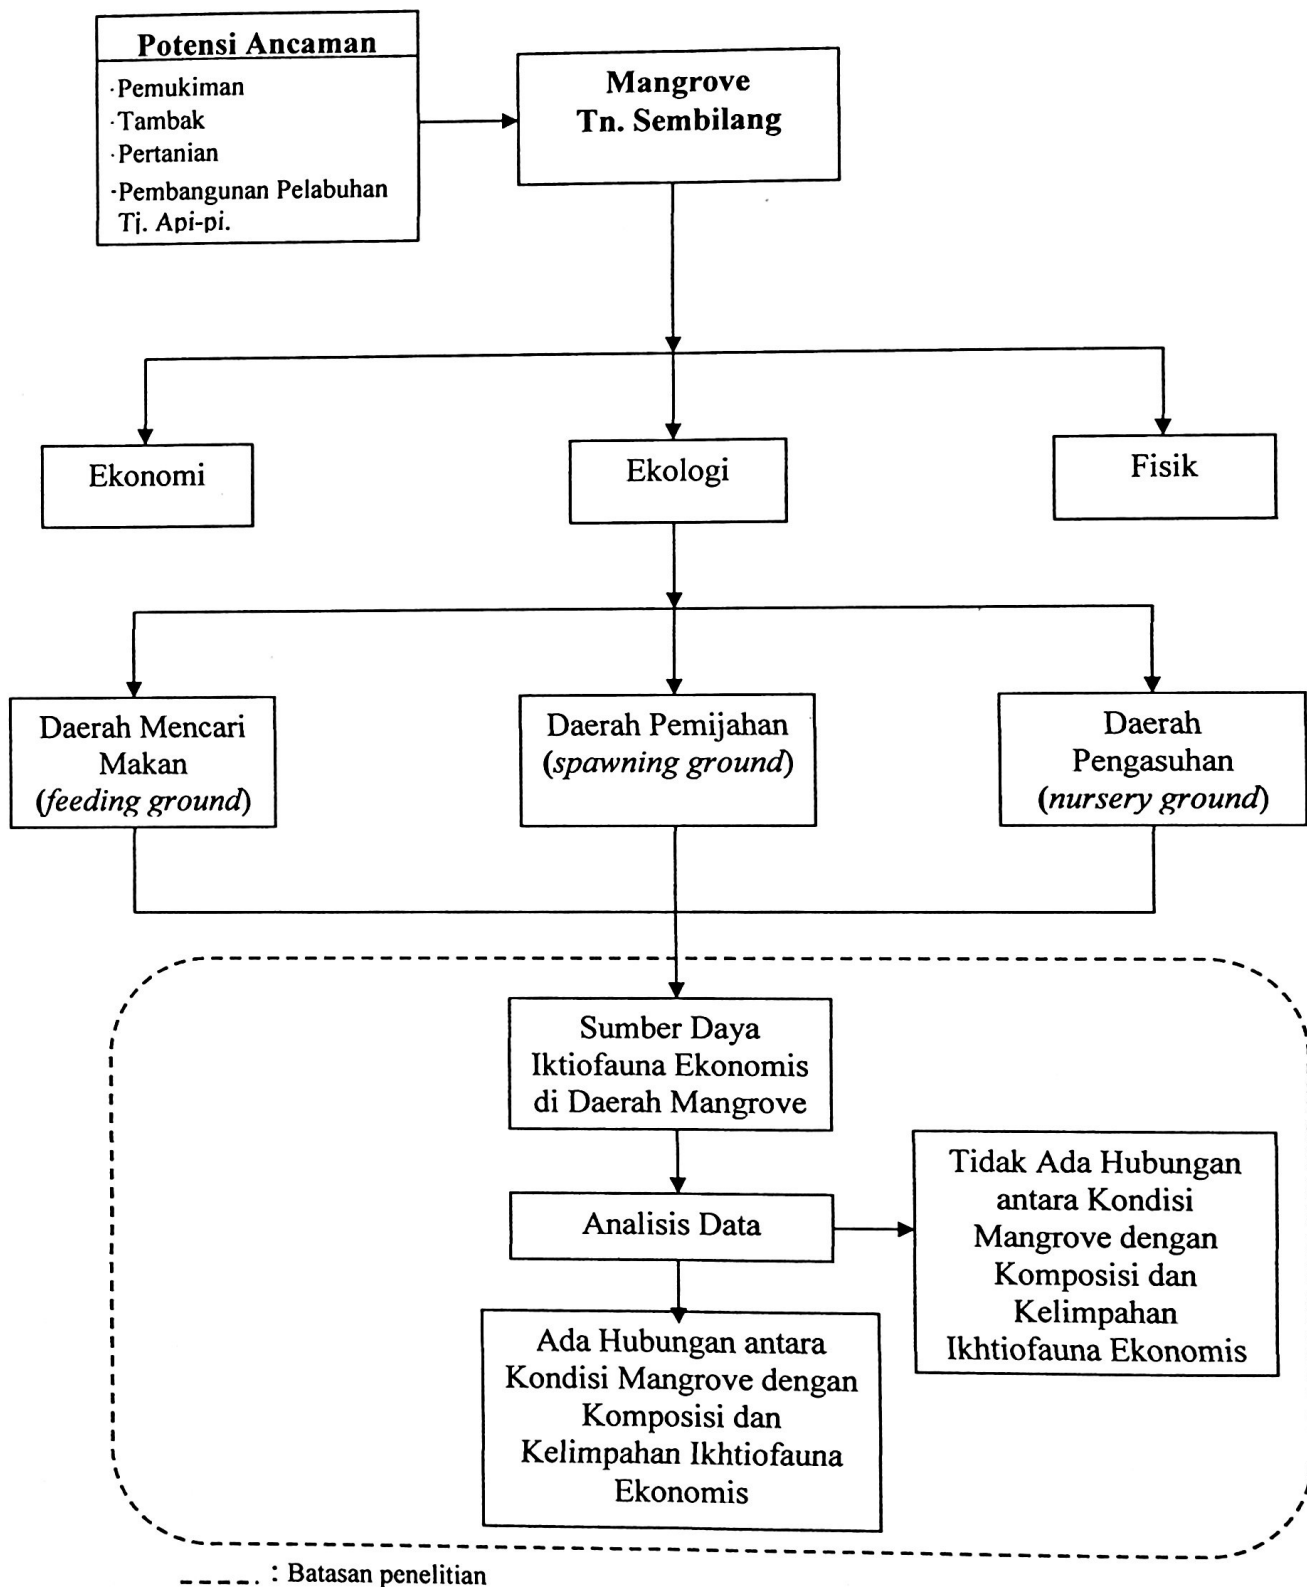 Potensi Ancaman
·Pemukiman
·Tambak
·Pertanian
·Pembangunan Pelabuhan
Tj. Api-pi.
Mangrove
Tn. Sembilang
Ekonomi
Ekologi
Fisik
Daerah Mencari
Makan
(feeding ground)
Daerah Pemijahan
(spawning ground)
Daerah
Pengasuhan
(nursery ground)
Sumber Daya
Iktiofauna Ekonomis
di Daerah Mangrove
Analisis Data
Tidak Ada Hubungan
antara Kondisi
Mangrove dengan
Komposisi dan
Kelimpahan
Ikhtiofauna Ekonomis
Ada Hubungan antara
Kondisi Mangrove dengan
Komposisi dan
Kelimpahan Ikhtiofauna
Ekonomis
: Batasan penelitian